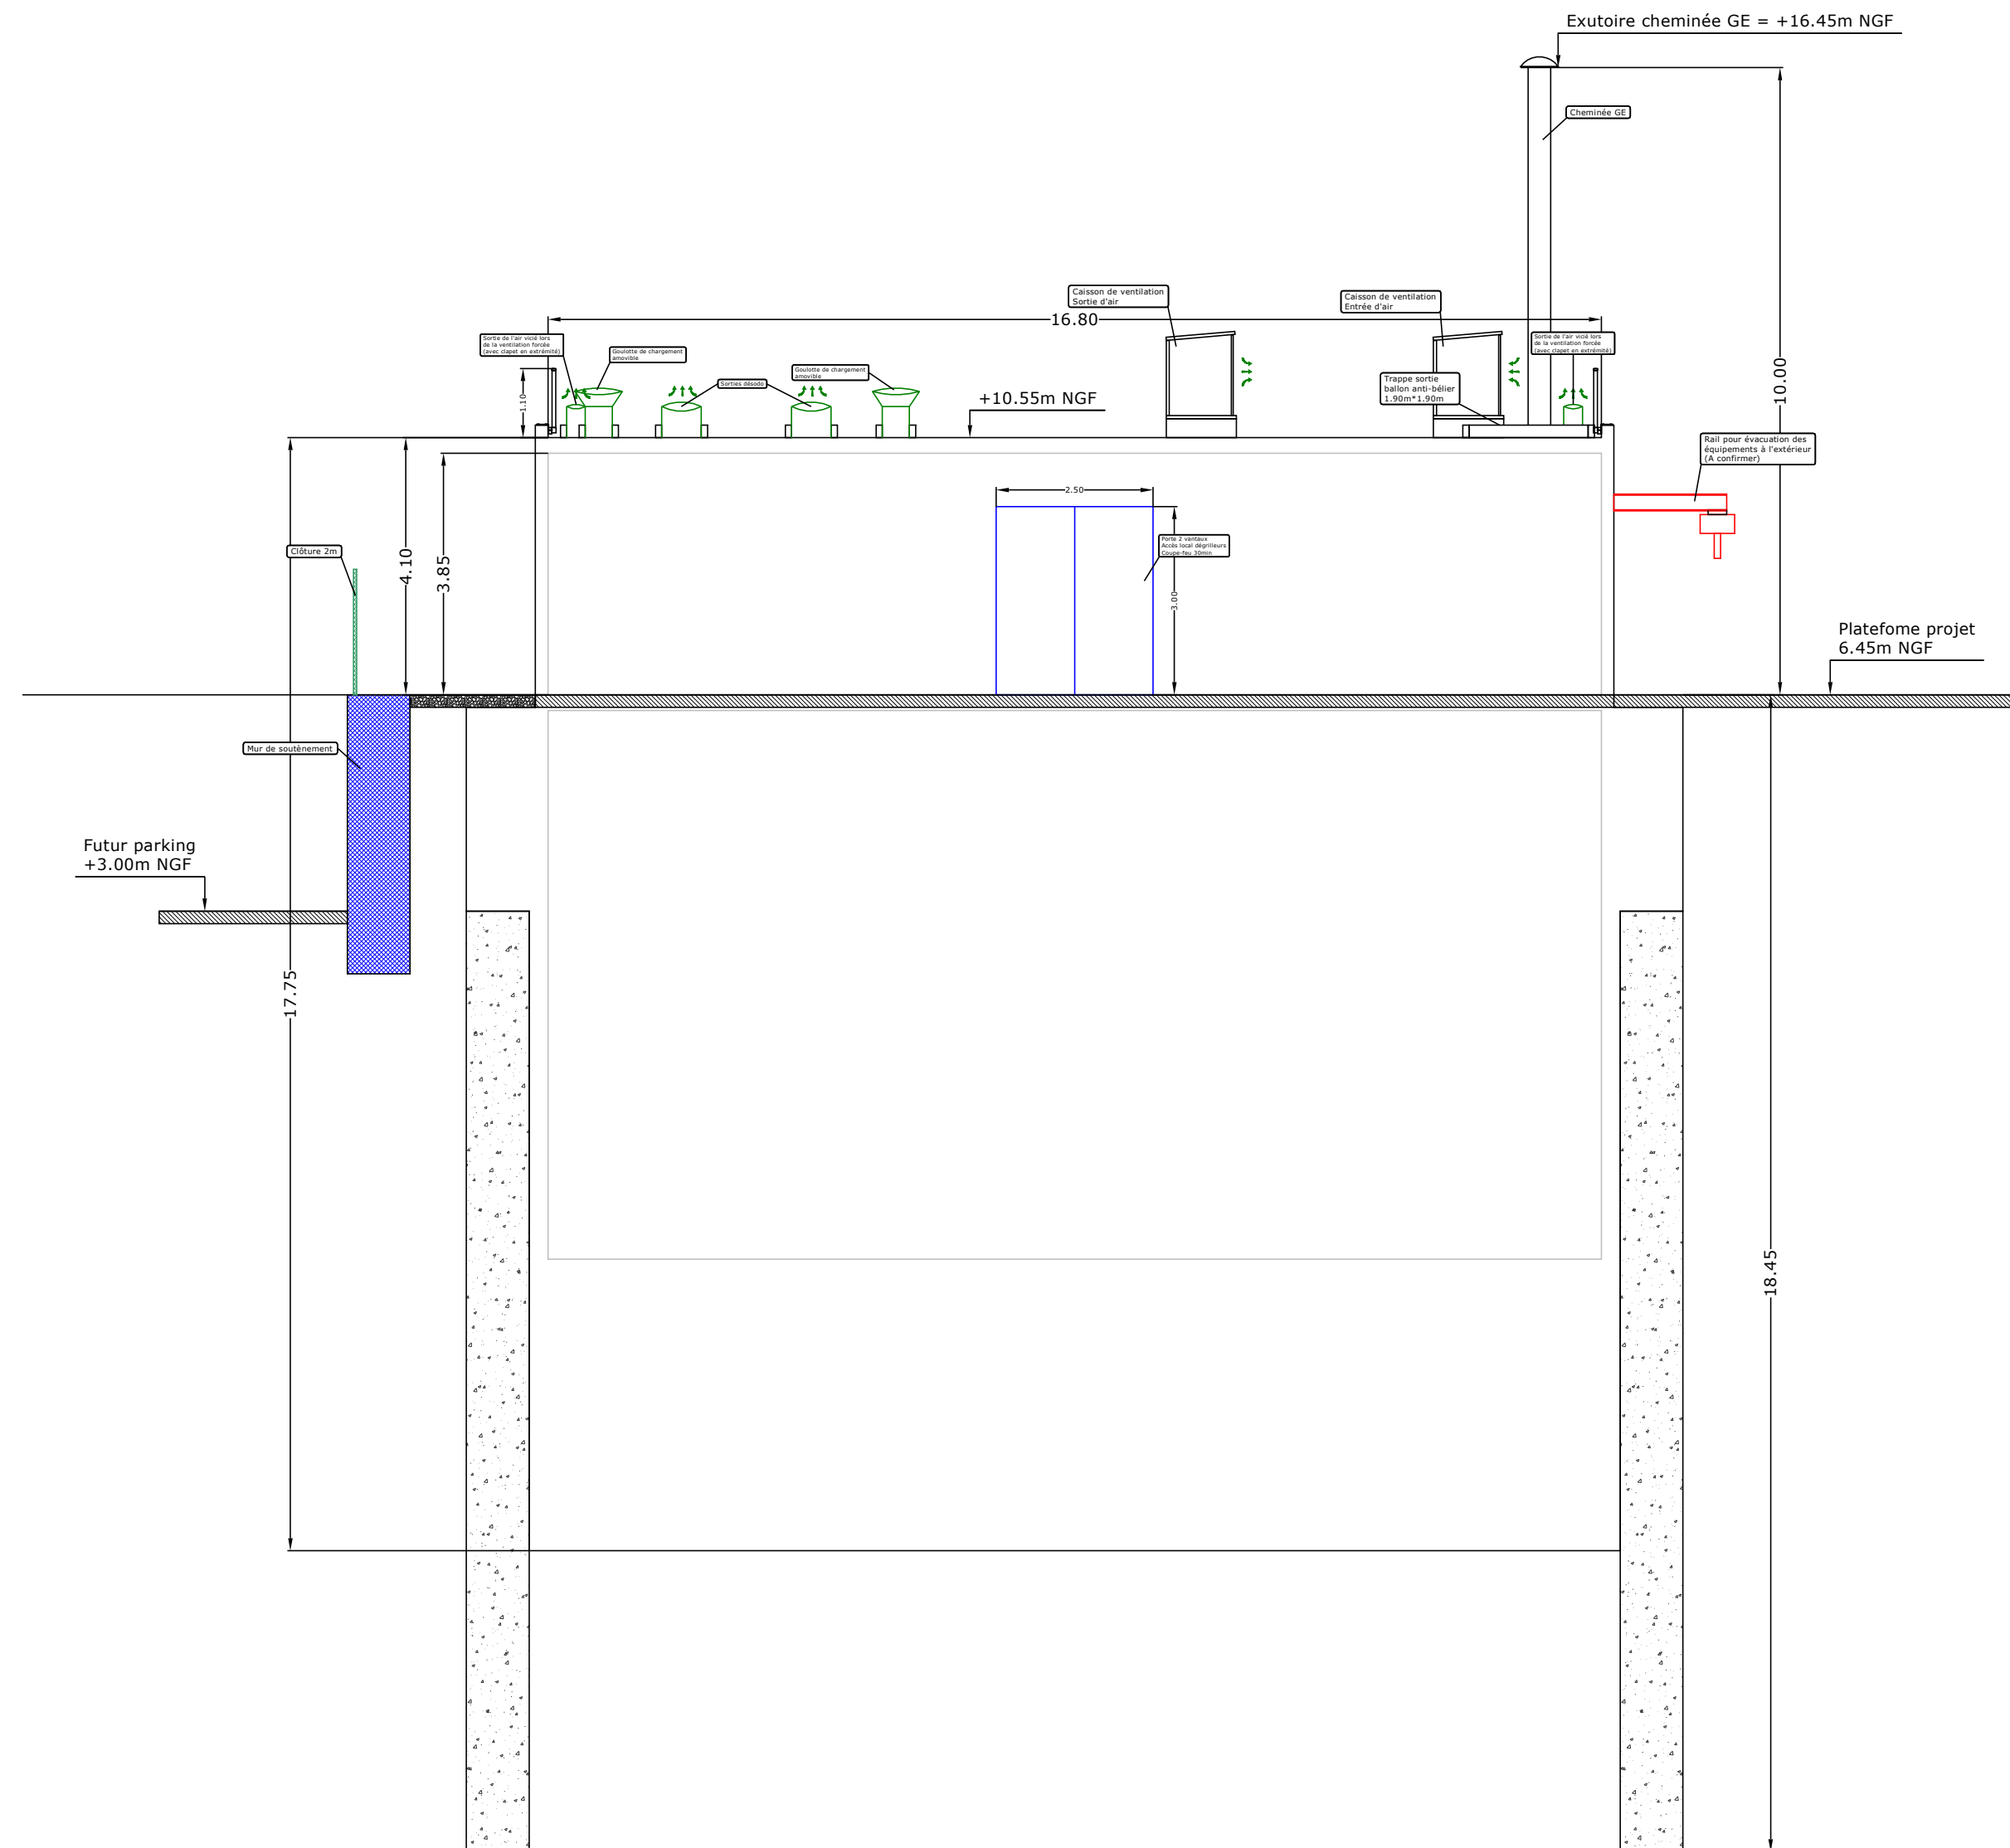 Exutoire cheminée GE = +16.45m NGF
Cheminée GE
10.00
Caisson de ventilation
Sortie d'air
Caisson de ventilation
Entrée d'air
16.80
Sortie de l'air vicié lors
de la ventilation forcée
(avec clapet en extrémité)
Goulotte de chargement
amovible
Sorties désodo
Goulotte de chargement
amovible
Sortie de l'air vicié lors
de la ventilation forcée
(avec clapet en extrémité)
1.10
+10.55m NGF
Trappe sortie
ballon anti-bélier
1.90m*1.90m
Rail pour évacuation des
équipements à l'extérieur
(A confirmer)
2.50
Clôture 2m
4.10
3.85
Porte 2 vantaux
Accès local dégrilleurs
Coupe-feu 30min
3.00
Platefome projet
6.45m NGF
Mur de soutènement
Futur parking
+3.00m NGF
17.75
18.45